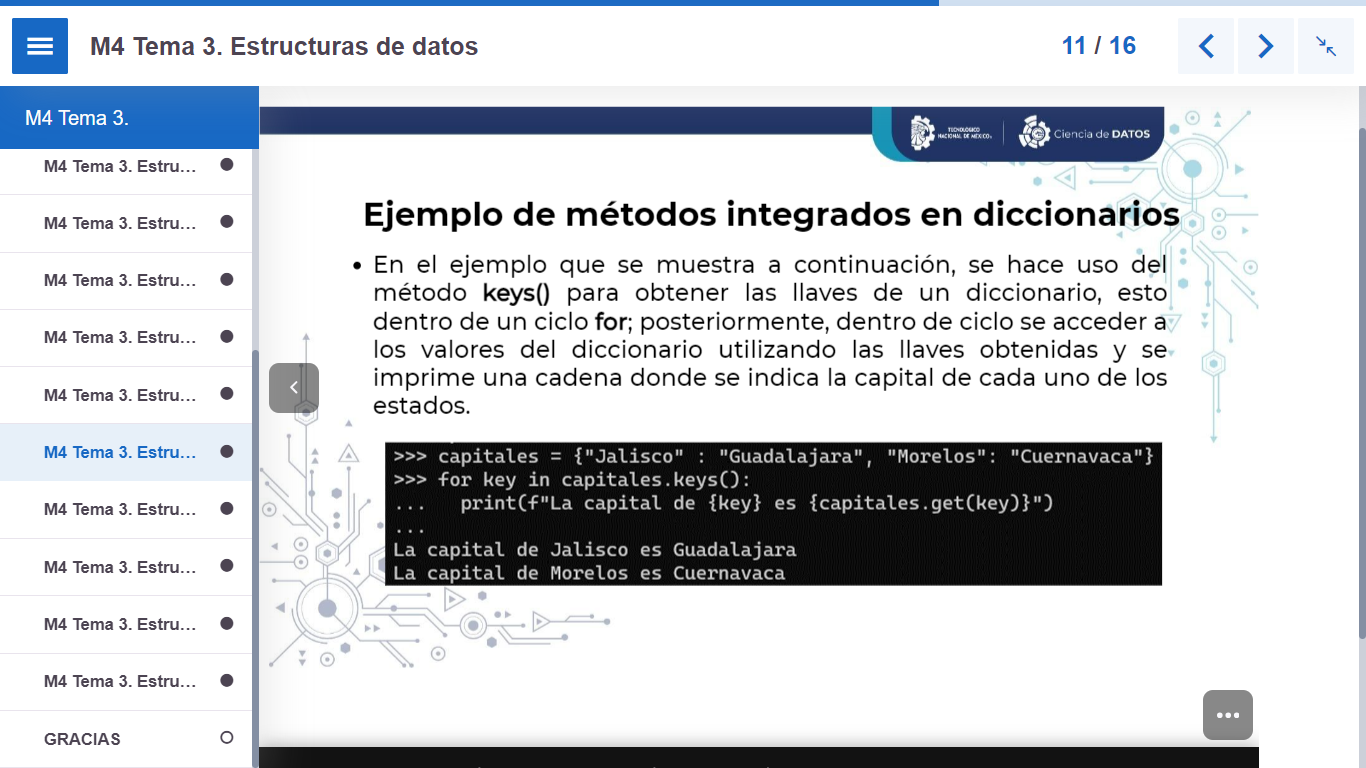 M4 Tema 3. Estructuras de datos
11 / 16
M4 Tema 3.
M4 Tema 3. Estru...
M4 Tema 3. Estru...
M4 Tema 3. Estru...
M4 Tema 3. Estru...
M4 Tema 3. Estru...
M4 Tema 3. Estru...
M4 Tema 3. Estru...
M4 Tema 3. Estru...
M4 Tema 3. Estru...
M4 Tema 3. Estru...
GRACIAS
TECNOLÓGICO
NACIONAL DE MÉXICO
Ciencia de DATOS
Ejemplo de métodos integrados en diccionarios
• En el ejemplo que se muestra a continuación, se hace uso del
método keys() para obtener las llaves de un diccionario, esto
dentro de un ciclo for; posteriormente, dentro de ciclo se acceder a
los valores del diccionario utilizando las llaves obtenidas y se
imprime una cadena donde se indica la capital de cada uno de los
estados.
>>> capitales = {"Jalisco" : "Guadalajara", "Morelos": "Cuernavaca"}
>>> for key in capitales.keys():
...   print(f"La capital de {key} es {capitales.get(key)}")
...
La capital de Jalisco es Guadalajara
La capital de Morelos es Cuernavaca